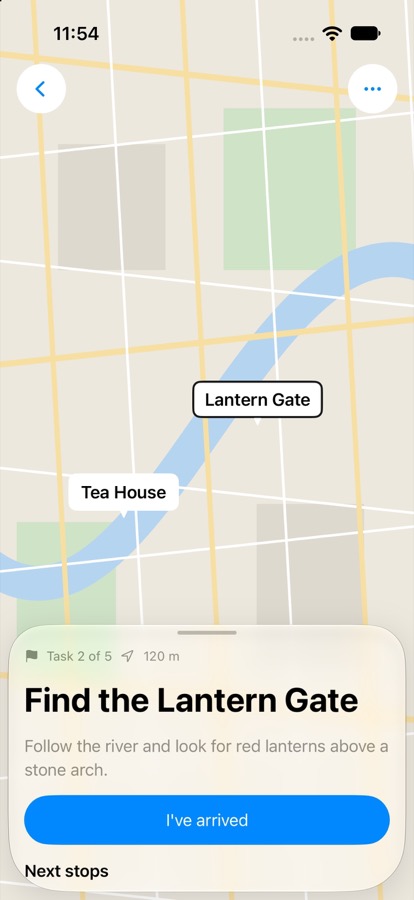 11:54
Lantern Gate
Tea House
Task 2 of 5 120 m
Find the Lantern Gate
Follow the river and look for red lanterns above a
stone arch.
I've arrived
Next stops